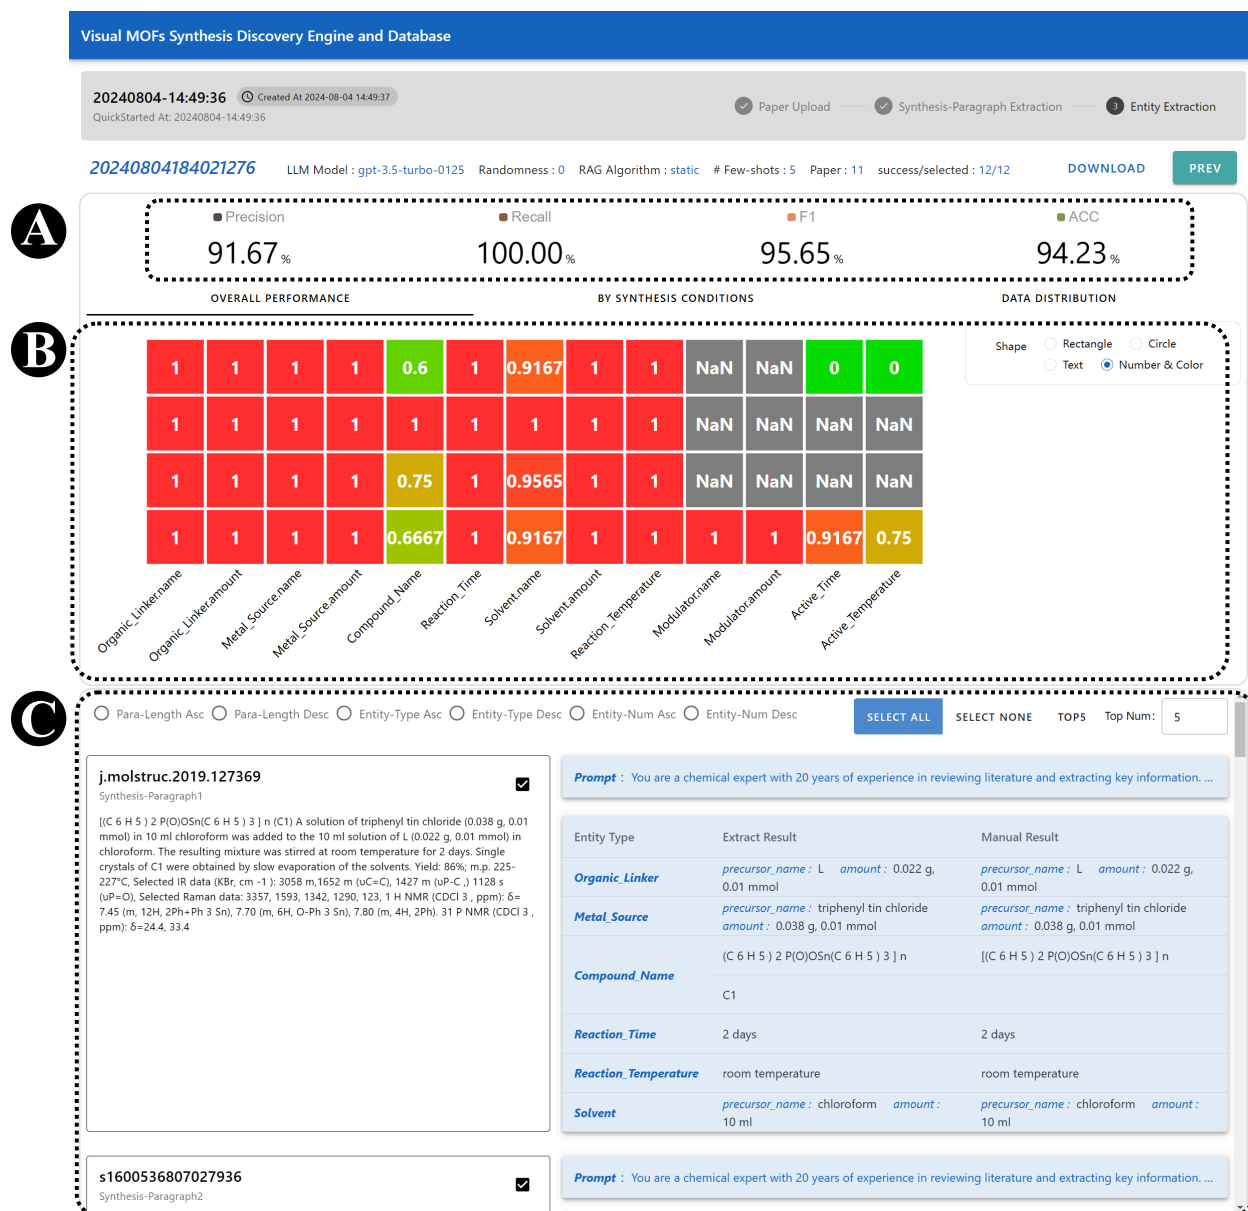 Visual MOFs Synthesis Discovery Engine and Database
20240804-14:49:36 Created At 2024-08-04 14:49:37
QuickStarted At: 20240804-14:49:36
Paper Upload Synthesis-Paragraph Extraction 3 Entity Extraction
20240804184021276 LLM Model : gpt-3.5-turbo-0125 Randomness : 0 RAG Algorithm : static # Few-shots : 5 Paper : 11 success/selected : 12/12 DOWNLOAD PREV
A
Precision Recall F1 ACC
91.67 % 100.00 % 95.65 % 94.23 %
OVERALL PERFORMANCE BY SYNTHESIS CONDITIONS DATA DISTRIBUTION
B
Shape Rectangle Circle
Text Number & Color
1 1 1 1 0.6 1 0.9167 1 1 NaN NaN 0 0
1 1 1 1 1 1 1 1 1 NaN NaN NaN NaN
1 1 1 1 0.75 1 0.9565 1 1 NaN NaN NaN NaN
1 1 1 1 0.6667 1 0.9167 1 1 1 1 0.9167 0.75
Organic_Linker.name Organic_Linker.amount Metal_Source.name Metal_Source.amount Compound_Name Reaction_Time Solvent.name Solvent.amount Reaction_Temperature Modulator.name Modulator.amount Active_Time Active_Temperature
C
Para-Length Asc Para-Length Desc Entity-Type Asc Entity-Type Desc Entity-Num Asc Entity-Num Desc SELECT ALL SELECT NONE TOP5 Top Num: 5
j.molstruc.2019.127369
Synthesis-Paragraph1
[(C 6 H 5 ) 2 P(O)OSn(C 6 H 5 ) 3 ] n (C1) A solution of triphenyl tin chloride (0.038 g, 0.01
mmol) in 10 ml chloroform was added to the 10 ml solution of L (0.022 g, 0.01 mmol) in
chloroform. The resulting mixture was stirred at room temperature for 2 days. Single
crystals of C1 were obtained by slow evaporation of the solvents. Yield: 86%; m.p. 225-
227°C, Selected IR data (KBr, cm -1 ): 3058 m,1652 m (υC=C), 1427 m (υP-C ,) 1128 s
(υP=O), Selected Raman data: 3357, 1593, 1342, 1290, 123, 1 H NMR (CDCl 3 , ppm): δ=
7.45 (m, 12H, 2Ph+Ph 3 Sn), 7.70 (m, 6H, O-Ph 3 Sn), 7.80 (m, 4H, 2Ph). 31 P NMR (CDCl 3 ,
ppm): δ=24.4, 33.4
Prompt : You are a chemical expert with 20 years of experience in reviewing literature and extracting key information. ...
Entity Type Extract Result Manual Result
Organic_Linker precursor_name : L amount : 0.022 g, precursor_name : L amount : 0.022 g,
0.01 mmol 0.01 mmol
Metal_Source precursor_name : triphenyl tin chloride precursor_name : triphenyl tin chloride
amount : 0.038 g, 0.01 mmol amount : 0.038 g, 0.01 mmol
Compound_Name (C 6 H 5 ) 2 P(O)OSn(C 6 H 5 ) 3 ] n [(C 6 H 5 ) 2 P(O)OSn(C 6 H 5 ) 3 ] n
C1
Reaction_Time 2 days 2 days
Reaction_Temperature room temperature room temperature
Solvent precursor_name : chloroform amount : precursor_name : chloroform amount :
10 ml 10 ml
s1600536807027936
Synthesis-Paragraph2
Prompt : You are a chemical expert with 20 years of experience in reviewing literature and extracting key information. ...